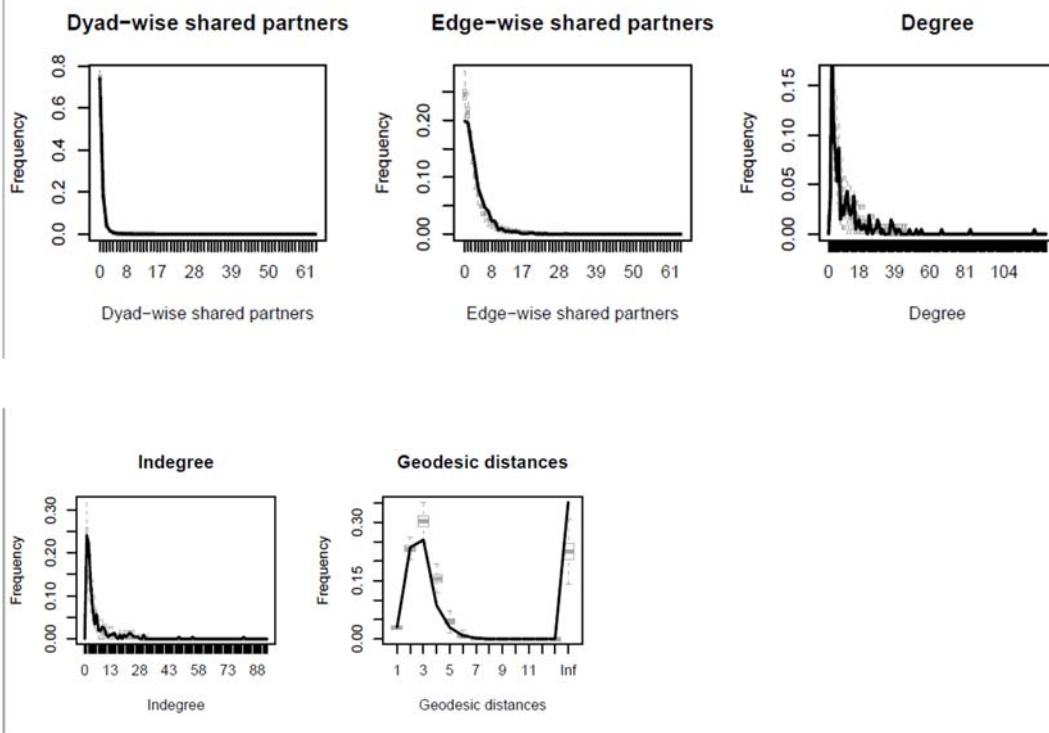 Dyad−wise shared partners
Edge−wise shared partners
Degree
Frequency
0.0 0.2 0.4 0.6 0.8
0 8 17 28 39 50 61
Dyad−wise shared partners
Frequency
0.00 0.10 0.20
0 8 17 28 39 50 61
Edge−wise shared partners
Frequency
0.00 0.05 0.10 0.15
0 18 39 60 81 104
Degree
Indegree
Geodesic distances
Frequency
0.00 0.10 0.20 0.30
0 13 28 43 58 73 88
Indegree
Frequency
0.00 0.15 0.30
1 3 5 7 9 11 Inf
Geodesic distances